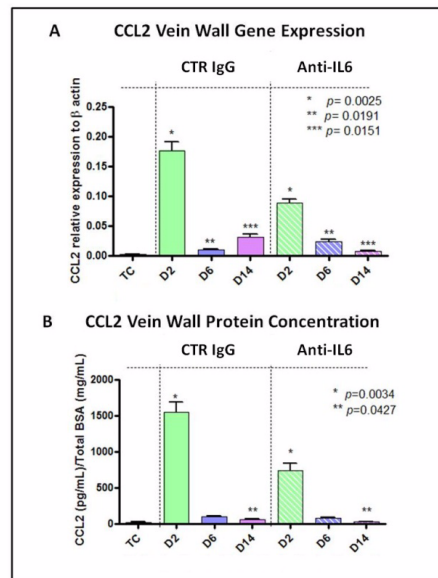 A CCL2 Vein Wall Gene Expression
CTR IgG Anti-IL6
* p= 0.0025
** p= 0.0191
*** p= 0.0151
CCL2 relative expression to β actin
0.25
0.20
0.15
0.10
0.05
0.00
* ** *** * ** ***
TC D2 D6 D14 D2 D6 D14
B CCL2 Vein Wall Protein Concentration
CTR IgG Anti-IL6
* p=0.0034
** p=0.0427
CCL2 (pg/mL)/Total BSA (mg/mL)
2000
1500
1000
500
0
* ** * **
TC D2 D6 D14 D2 D6 D14